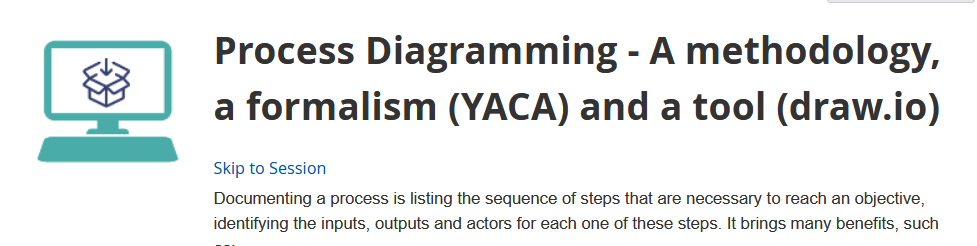 Process Diagramming - A methodology,
a formalism (YACA) and a tool (draw.io)
Skip to Session
Documenting a process is listing the sequence of steps that are necessary to reach an objective,
identifying the inputs, outputs and actors for each one of these steps. It brings many benefits, such